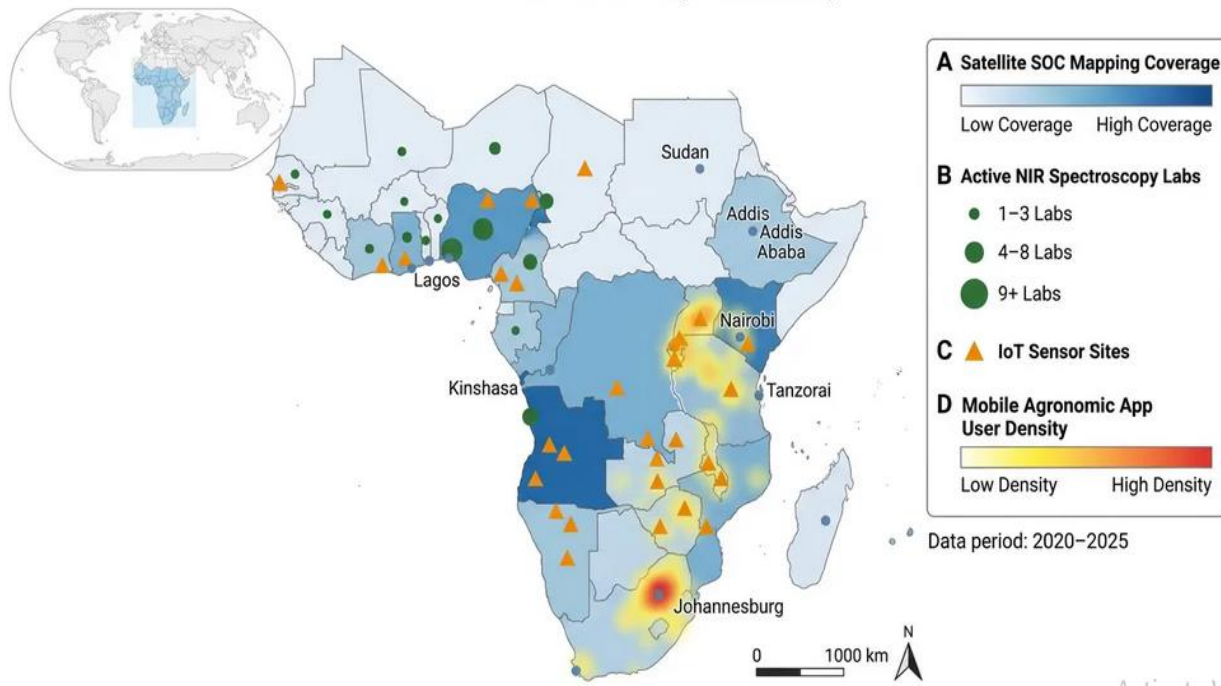 A Satellite SOC Mapping Coverage
Low Coverage High Coverage
B Active NIR Spectroscopy Labs
1–3 Labs
4–8 Labs
9+ Labs
C IoT Sensor Sites
D Mobile Agronomic App
User Density
Low Density High Density
Data period: 2020–2025
Sudan
Addis
Addis
Ababa
Lagos
Nairobi
Kinshasa
Tanzorai
Johannesburg
0 1000 km
N